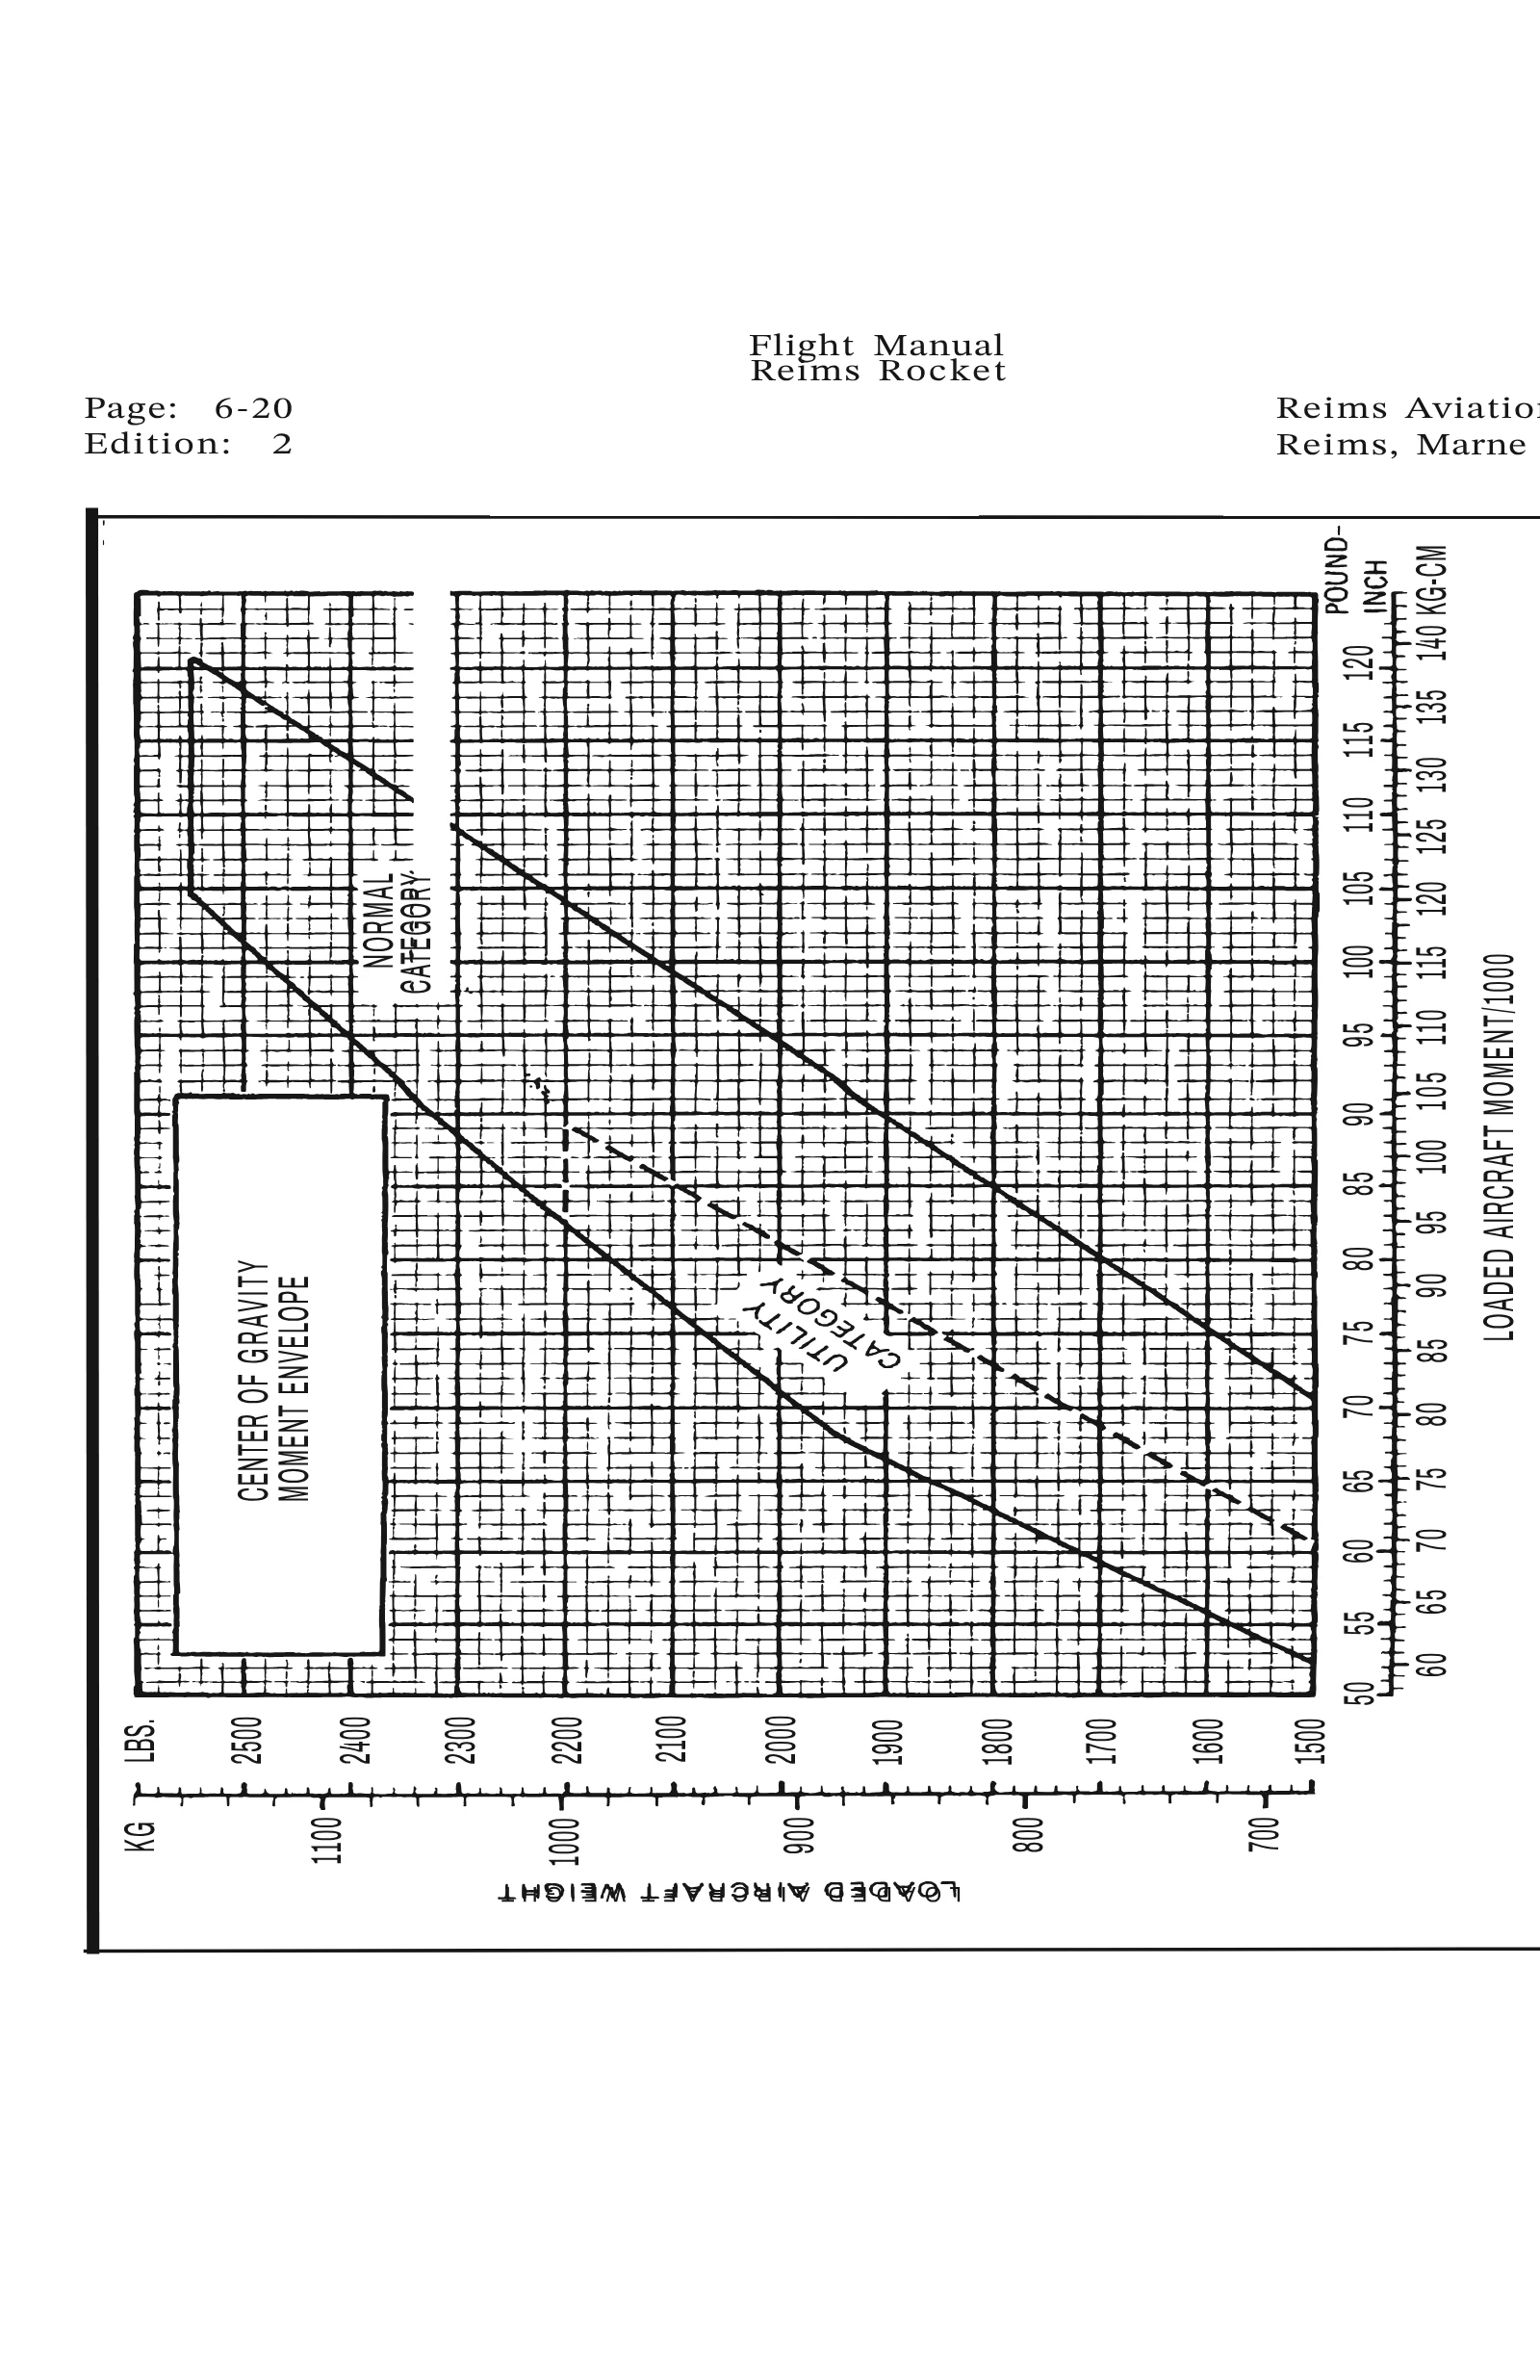 Flight Manual
Reims Rocket
Page: 6-20
Edition: 2
Reims Aviation
Reims, Marne
CENTER OF GRAVITY
MOMENT ENVELOPE
NORMAL
CATEGORY
UTILITY
CATEGORY
LOADED AIRCRAFT WEIGHT
KG
1100
1000
900
800
700
LBS.
2500
2400
2300
2200
2100
2000
1900
1800
1700
1600
1500
50 55 60 65 70 75 80 85 90 95 100 105 110 115 120
POUND-
INCH
60 65 70 75 80 85 90 95 100 105 110 115 120 125 130 135 140 KG-CM
LOADED AIRCRAFT MOMENT/1000